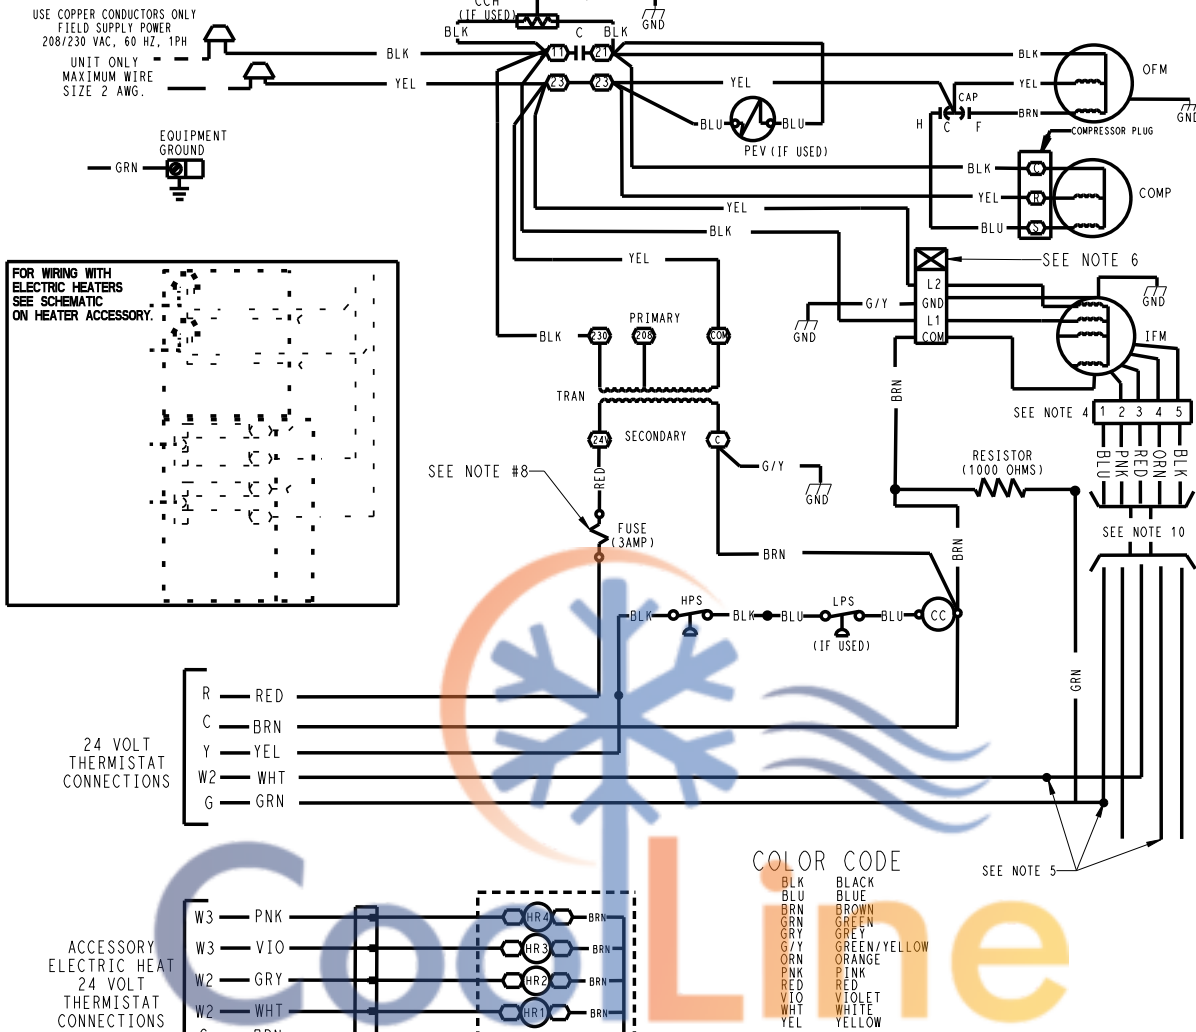 USE COPPER CONDUCTORS ONLY
FIELD SUPPLY POWER
208/230 VAC, 60 HZ, 1PH
UNIT ONLY
MAXIMUM WIRE
SIZE 2 AWG.
CCH
(IF USED)
GND
BLK
C
BLK
BLK
11
21
BLK
OFM
YEL
23
23
YEL
YEL
CAP
BRN
H
C
F
GND
BLU
BLU
PEV (IF USED)
COMPRESSOR PLUG
EQUIPMENT
GROUND
GRN
BLK
C
YEL
R
COMP
BLU
S
YEL
BLK
YEL
SEE NOTE 6
FOR WIRING WITH
ELECTRIC HEATERS
SEE SCHEMATIC
ON HEATER ACCESSORY.
L2
GND
L1
COM
G/Y
GND
GND
IFM
BLK
230
PRIMARY
208
COM
TRAN
BRN
SEE NOTE 4
1 2 3 4 5
24V
SECONDARY
C
BLU
PNK
RED
ORN
BLK
SEE NOTE #8
RED
G/Y
GND
RESISTOR
(1000 OHMS)
FUSE
(3AMP)
BRN
BRN
SEE NOTE 10
BLK
HPS
BLK
BLU
LPS
(IF USED)
BLU
CC
GRN
24 VOLT
THERMISTAT
CONNECTIONS
R RED
C BRN
Y YEL
W2 WHT
G GRN
SEE NOTE 5
COLOR CODE
BLK BLACK
BLU BLUE
BRN BROWN
GRN GREEN
GRY GREY
G/Y GREEN/YELLOW
ORN ORANGE
PNK PINK
RED RED
VIO VIOLET
WHT WHITE
YEL YELLOW
ACCESSORY
ELECTRIC HEAT
24 VOLT
THERMISTAT
CONNECTIONS
W3 PNK HR4 BRN
W3 VIO HR3 BRN
W2 GRY HR2 BRN
W2 WHT HR1 BRN
CoolLine